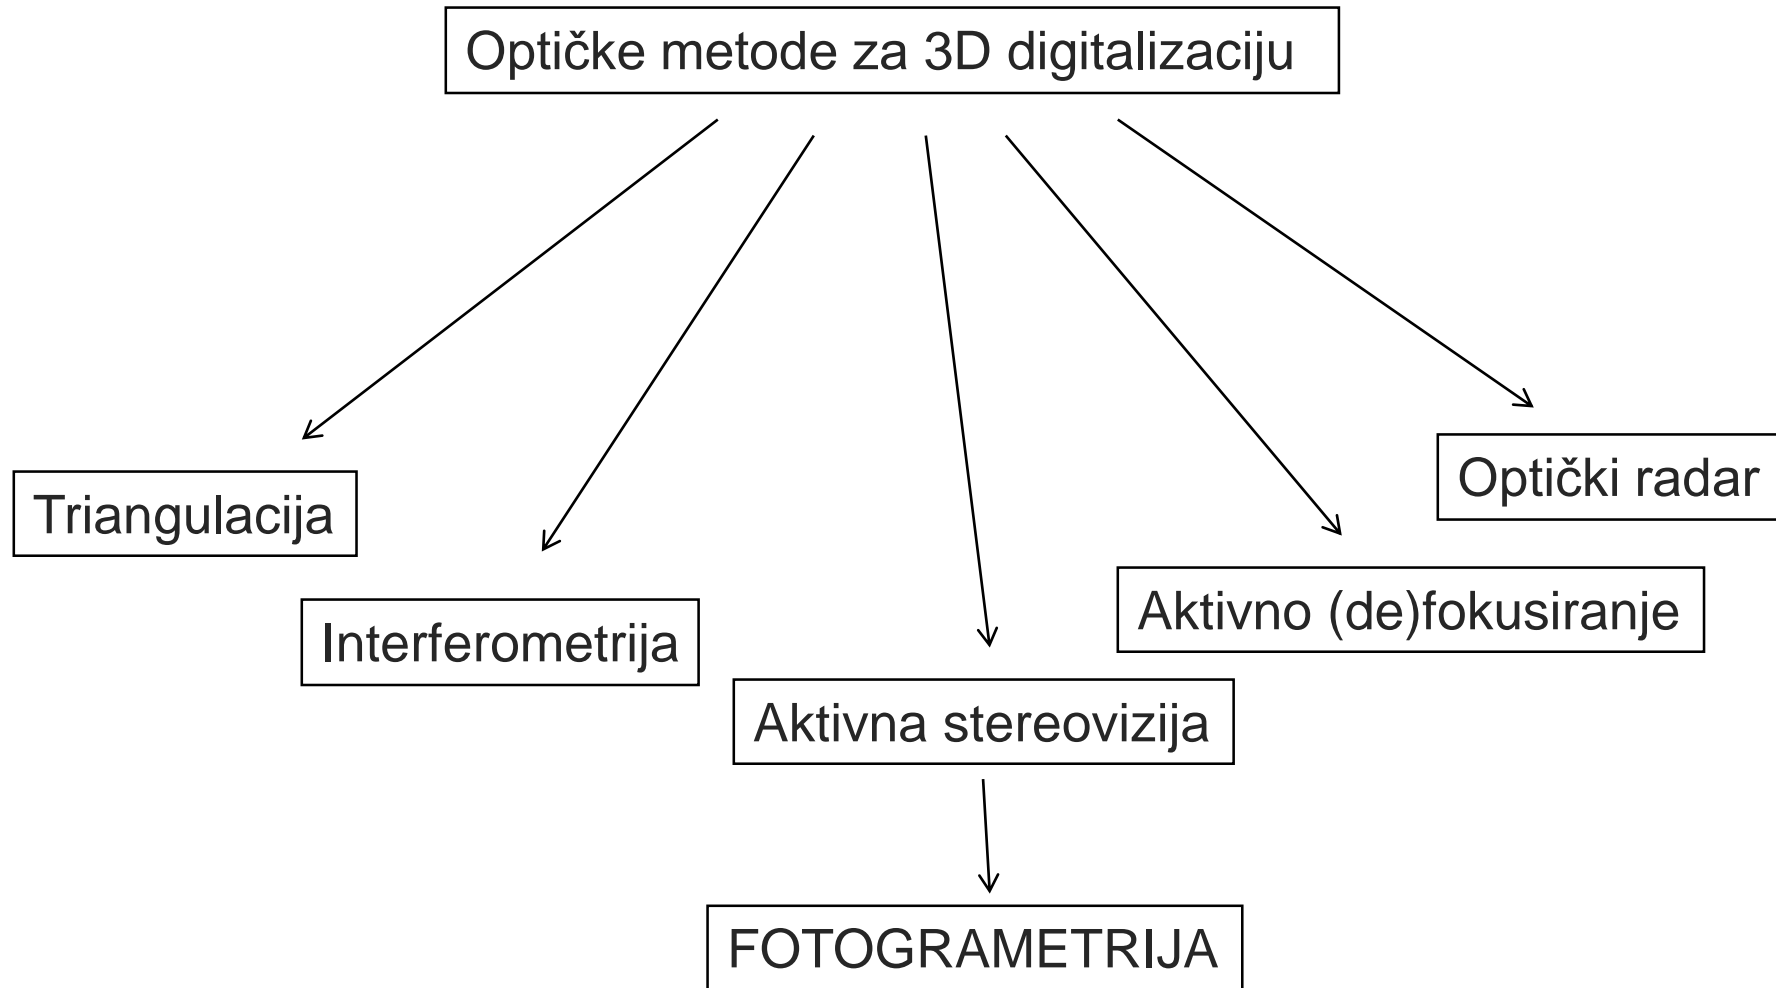 Optičke metode za 3D digitalizaciju
Triangulacija
Interferometrija
Aktivna stereovizija
Aktivno (de)fokusiranje
Optički radar
FOTOGRAMETRIJA